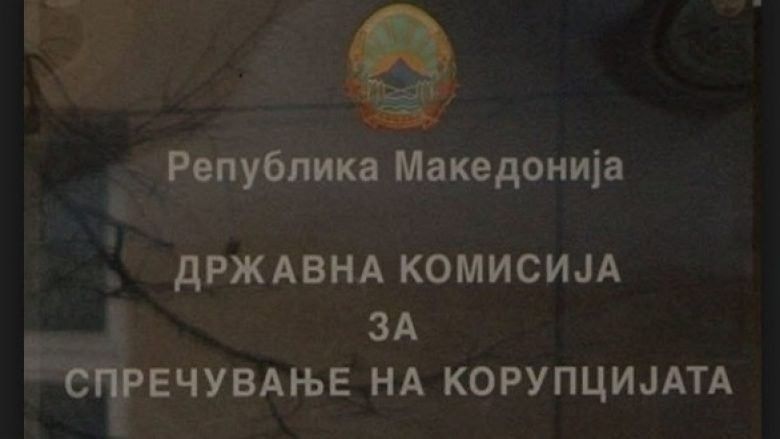 Република Македонија
ДРЖАВНА КОМИСИЈА
ЗА
СПРЕЧУВАЊЕ НА КОРУПЦИЈАТА